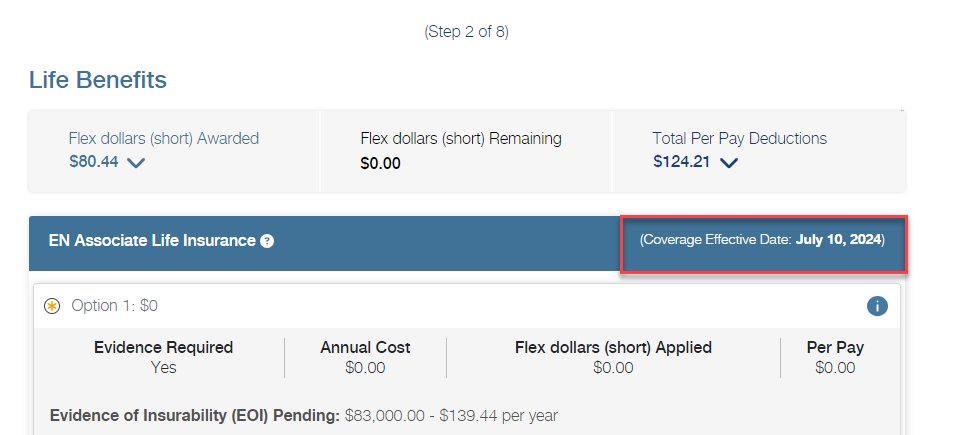 (Step 2 of 8)
Life Benefits
Flex dollars (short) Awarded
$80.44
Flex dollars (short) Remaining
$0.00
Total Per Pay Deductions
$124.21
EN Associate Life Insurance ?
(Coverage Effective Date: July 10, 2024)
Option 1: $0
i
Evidence Required
Yes
Annual Cost
$0.00
Flex dollars (short) Applied
$0.00
Per Pay
$0.00
Evidence of Insurability (EOI) Pending: $83,000.00 - $139.44 per year